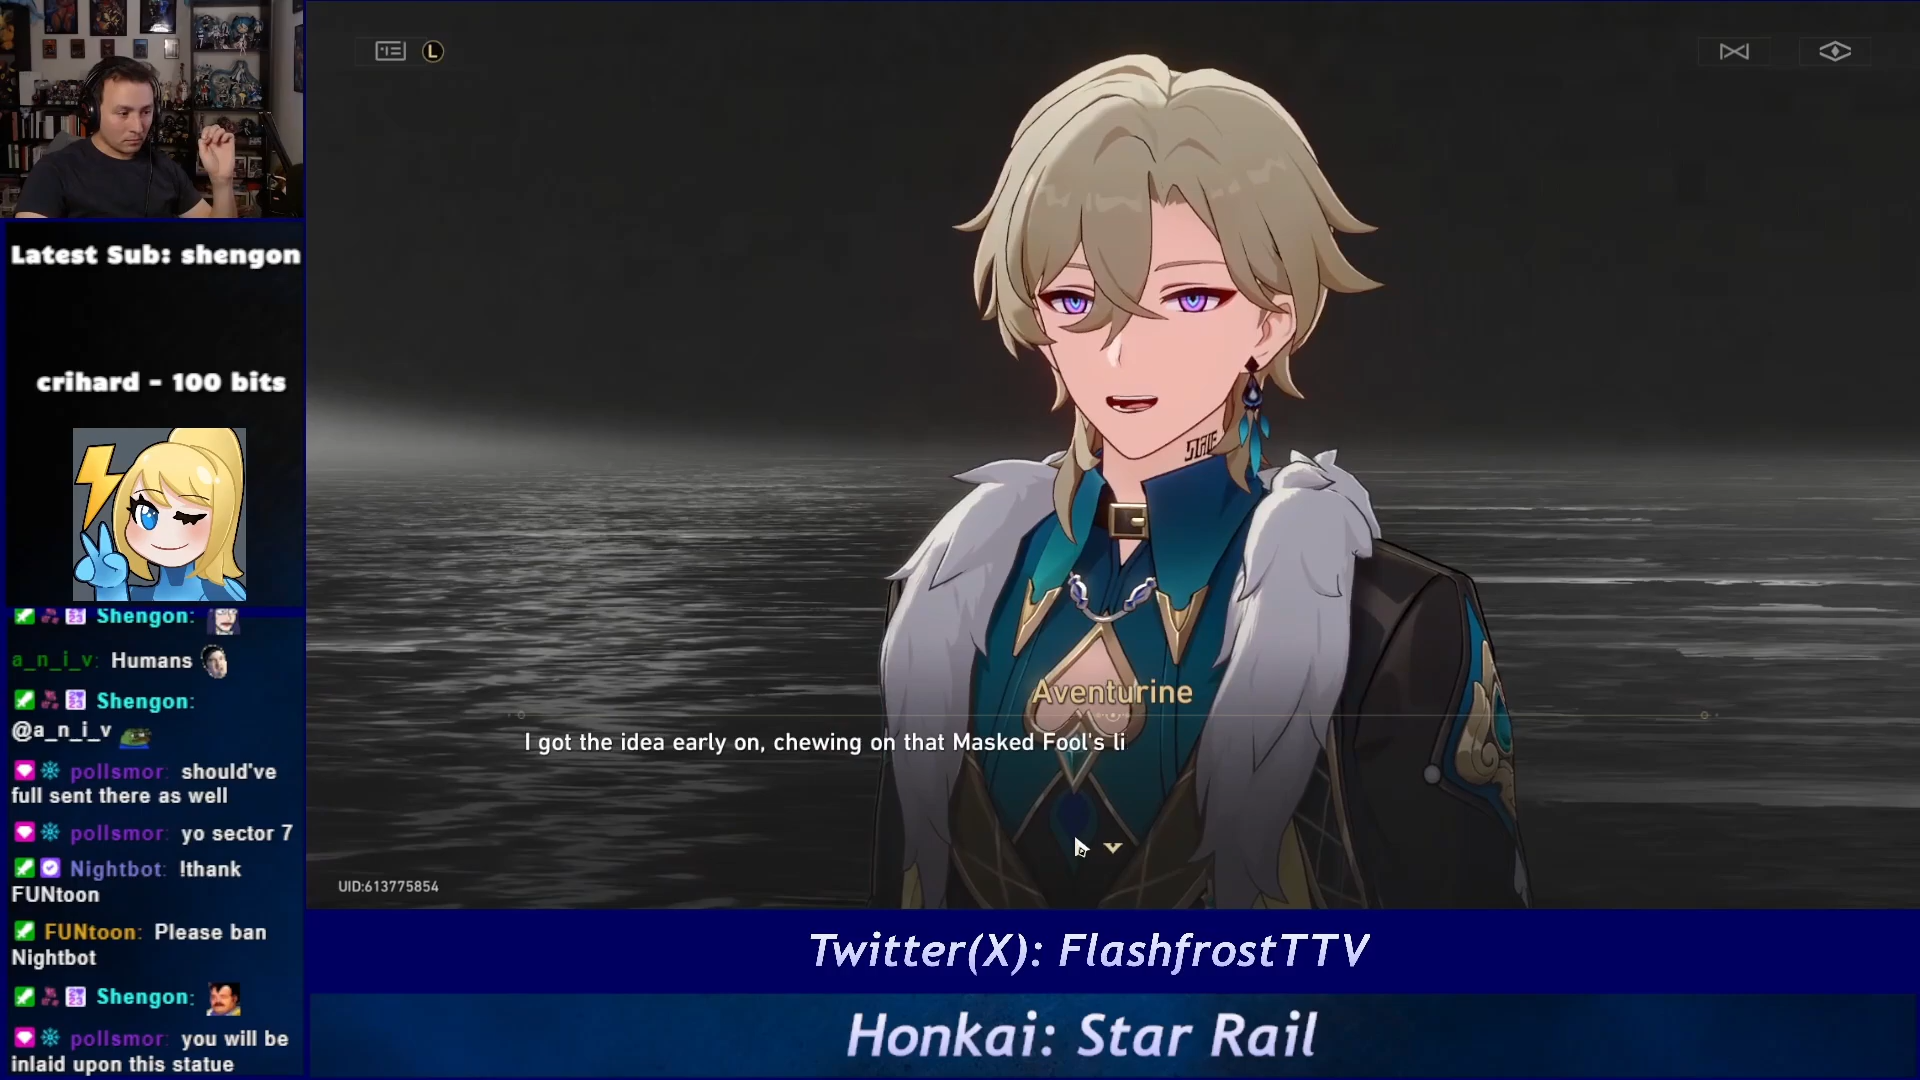 L
Latest Sub: shengon
crihard - 100 bits
Shengon:
a_n_i_v: Humans
Shengon:
@a_n_i_v
pollsmor: should've
full sent there as well
pollsmor: yo sector 7
Nightbot: !thank
FUNtoon
FUNtoon: Please ban
Nightbot
Shengon:
pollsmor: you will be
inlaid upon this statue
Aventurine
I got the idea early on, chewing on that Masked Fool's li
UID:613775854
Twitter(X): FlashfrostTTV
Honkai: Star Rail